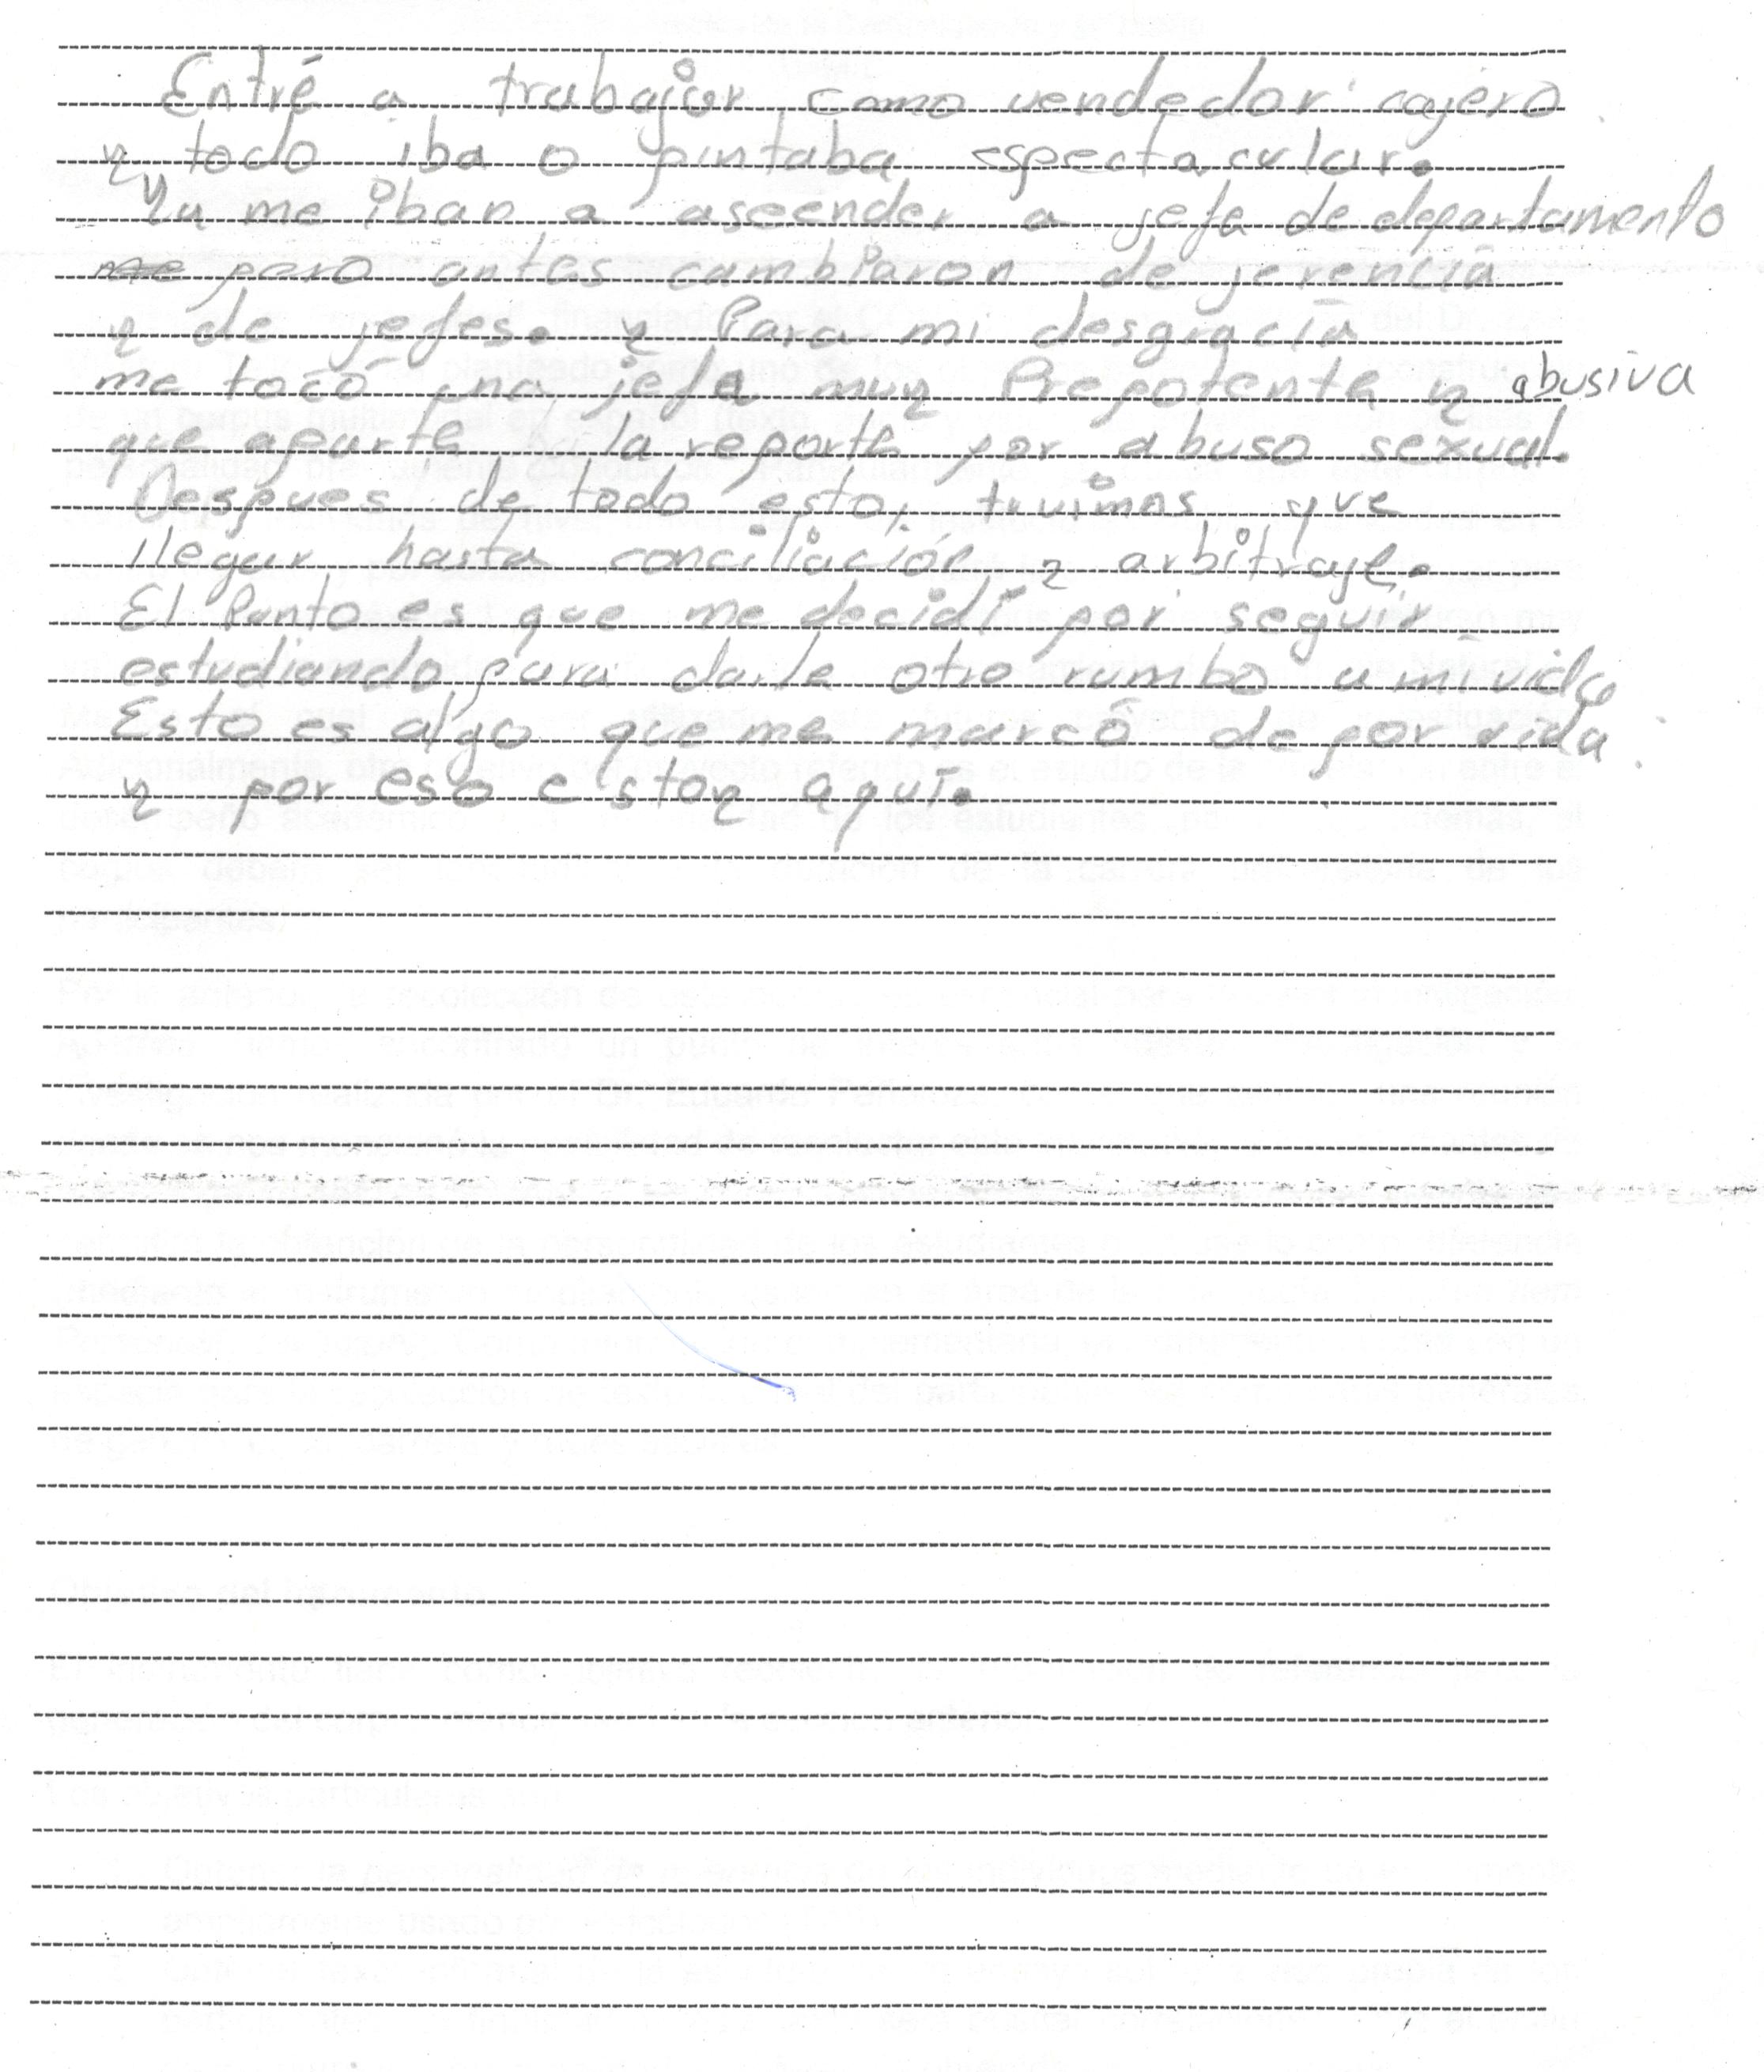 Entré a trabajar como vendedor cajero
y todo iba o pintaba espectacular.
Ya me iban a ascender a jefe de departamento
me pero antes cambiaron de jerencia
y de jefes. y Para mi desgracia
me tocó una jefa muy Prepotente y abusiva
que aparte la reporte por abuso sexual.
Despues de todo esto, tuvimos que
llegar hasta conciliación y arbitraje.
El Punto es que me decidí por seguir
estudiando para darle otro rumbo a mi vida
Esto es algo que me marcó de por vida
y por eso estoy aquí.